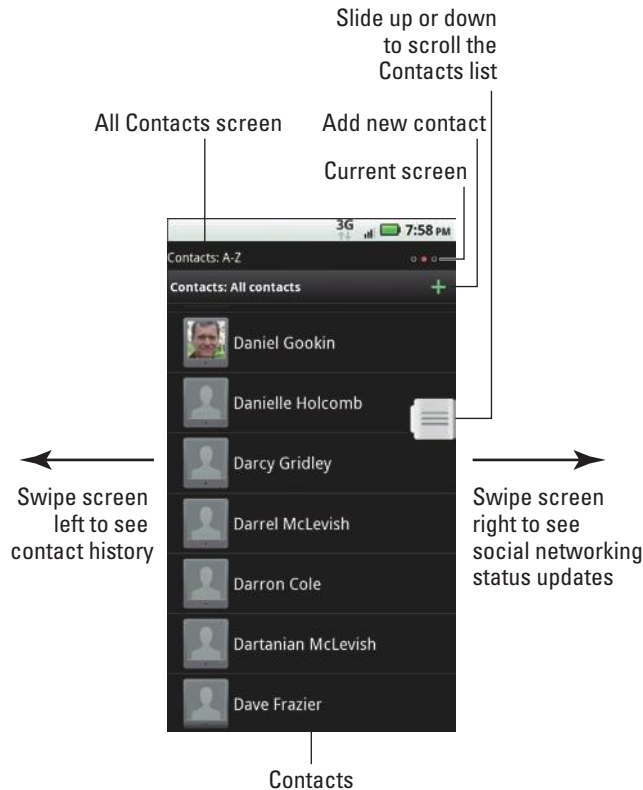 Slide up or down
to scroll the
Contacts list
All Contacts screen
Add new contact
Current screen
3G
7:58 PM
Contacts: A-Z
Contacts: All contacts
+
Daniel Gookin
Danielle Holcomb
Darcy Gridley
Darrel McLevish
Darron Cole
Dartanian McLevish
Dave Frazier
Swipe screen
left to see
contact history
Swipe screen
right to see
social networking
status updates
Contacts